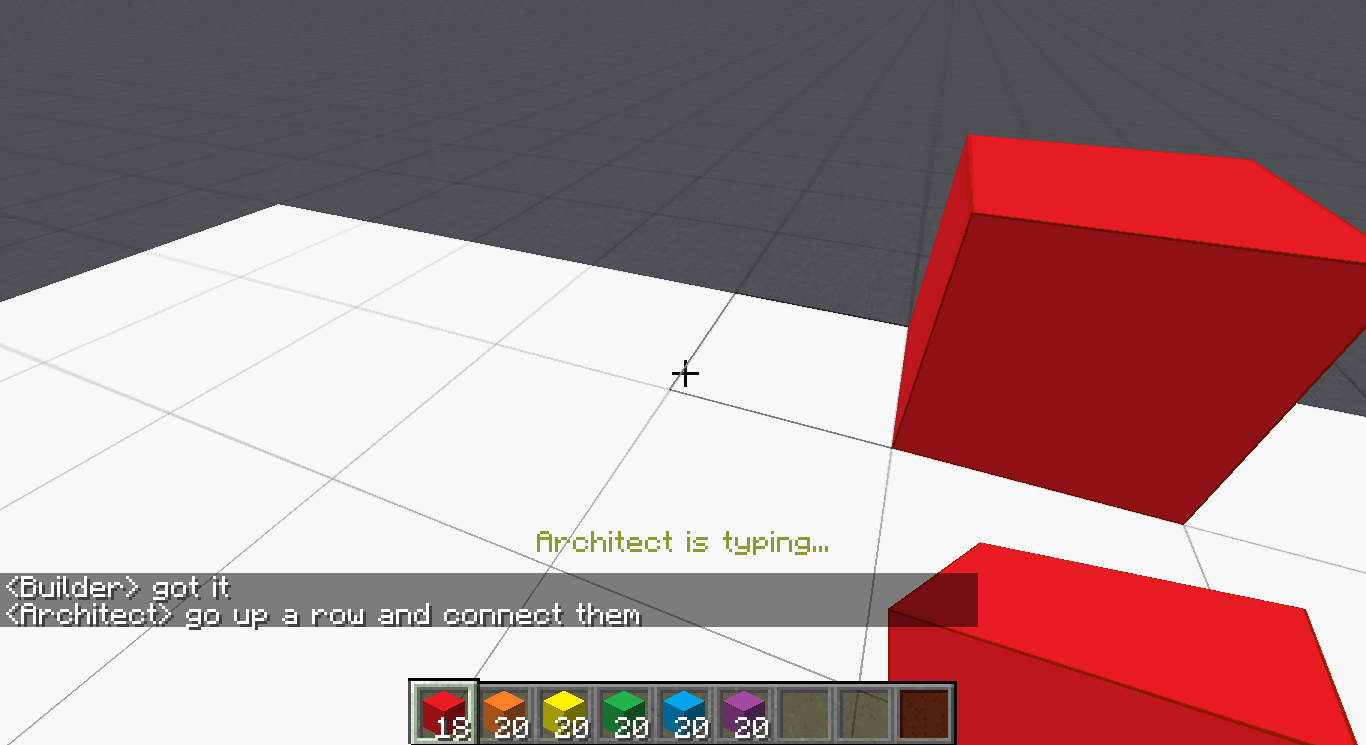 Architect is typing...
<Builder> got it
<Architect> go up a row and connect them
18 20 20 20 20 20